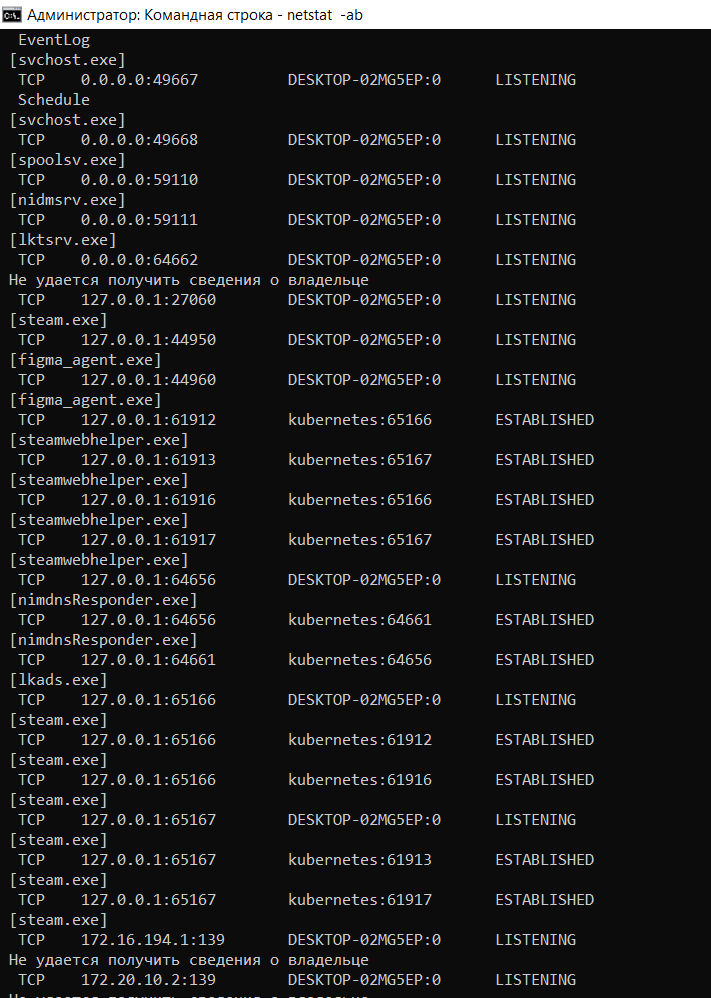 Администратор: Командная строка - netstat -ab
EventLog
[svchost.exe]
TCP 0.0.0.0:49667 DESKTOP-02MG5EP:0 LISTENING
Schedule
[svchost.exe]
TCP 0.0.0.0:49668 DESKTOP-02MG5EP:0 LISTENING
[spoolsv.exe]
TCP 0.0.0.0:59110 DESKTOP-02MG5EP:0 LISTENING
[nidmsrv.exe]
TCP 0.0.0.0:59111 DESKTOP-02MG5EP:0 LISTENING
[lktsrv.exe]
TCP 0.0.0.0:64662 DESKTOP-02MG5EP:0 LISTENING
Не удается получить сведения о владельце
TCP 127.0.0.1:27060 DESKTOP-02MG5EP:0 LISTENING
[steam.exe]
TCP 127.0.0.1:44950 DESKTOP-02MG5EP:0 LISTENING
[figma_agent.exe]
TCP 127.0.0.1:44960 DESKTOP-02MG5EP:0 LISTENING
[figma_agent.exe]
TCP 127.0.0.1:61912 kubernetes:65166 ESTABLISHED
[steamwebhelper.exe]
TCP 127.0.0.1:61913 kubernetes:65167 ESTABLISHED
[steamwebhelper.exe]
TCP 127.0.0.1:61916 kubernetes:65166 ESTABLISHED
[steamwebhelper.exe]
TCP 127.0.0.1:61917 kubernetes:65167 ESTABLISHED
[steamwebhelper.exe]
TCP 127.0.0.1:64656 DESKTOP-02MG5EP:0 LISTENING
[nimdnsResponder.exe]
TCP 127.0.0.1:64656 kubernetes:64661 ESTABLISHED
[nimdnsResponder.exe]
TCP 127.0.0.1:64661 kubernetes:64656 ESTABLISHED
[lkads.exe]
TCP 127.0.0.1:65166 DESKTOP-02MG5EP:0 LISTENING
[steam.exe]
TCP 127.0.0.1:65166 kubernetes:61912 ESTABLISHED
[steam.exe]
TCP 127.0.0.1:65166 kubernetes:61916 ESTABLISHED
[steam.exe]
TCP 127.0.0.1:65167 DESKTOP-02MG5EP:0 LISTENING
[steam.exe]
TCP 127.0.0.1:65167 kubernetes:61913 ESTABLISHED
[steam.exe]
TCP 127.0.0.1:65167 kubernetes:61917 ESTABLISHED
[steam.exe]
TCP 172.16.194.1:139 DESKTOP-02MG5EP:0 LISTENING
Не удается получить сведения о владельце
TCP 172.20.10.2:139 DESKTOP-02MG5EP:0 LISTENING